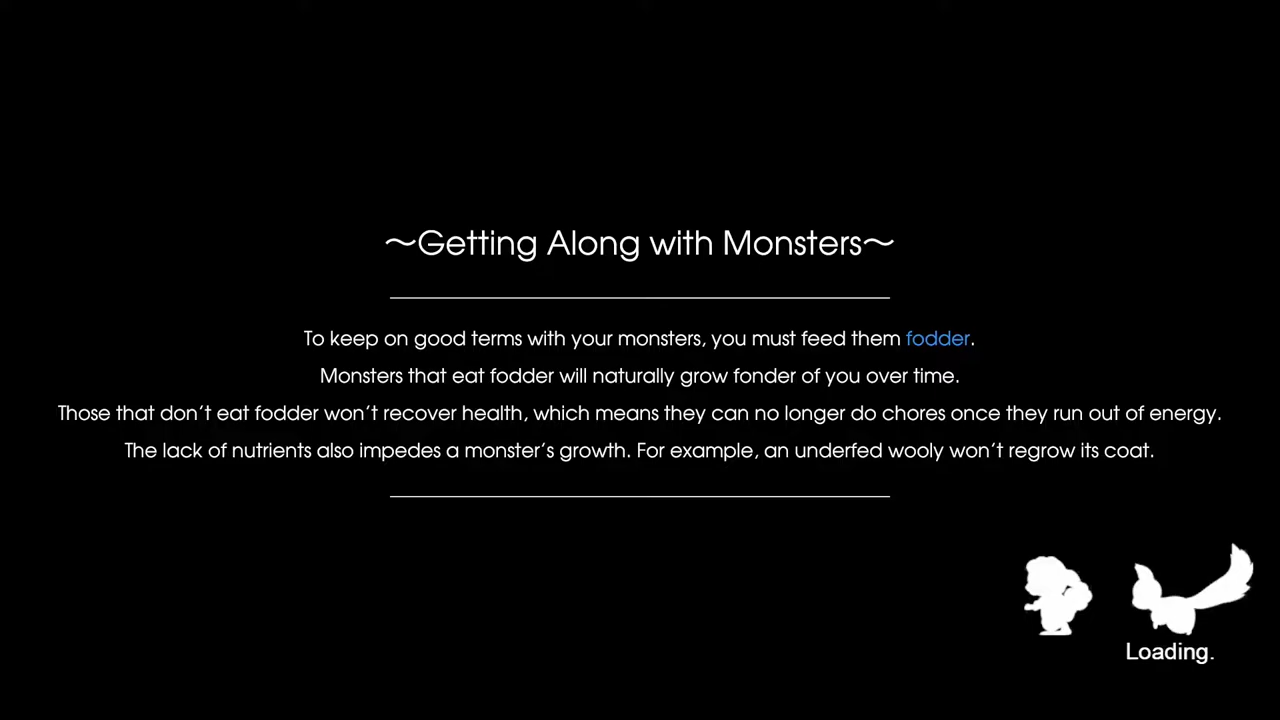 ～Getting Along with Monsters～
To keep on good terms with your monsters, you must feed them fodder.
Monsters that eat fodder will naturally grow fonder of you over time.
Those that don’t eat fodder won’t recover health, which means they can no longer do chores once they run out of energy.
The lack of nutrients also impedes a monster’s growth. For example, an underfed wooly won’t regrow its coat.
Loading.